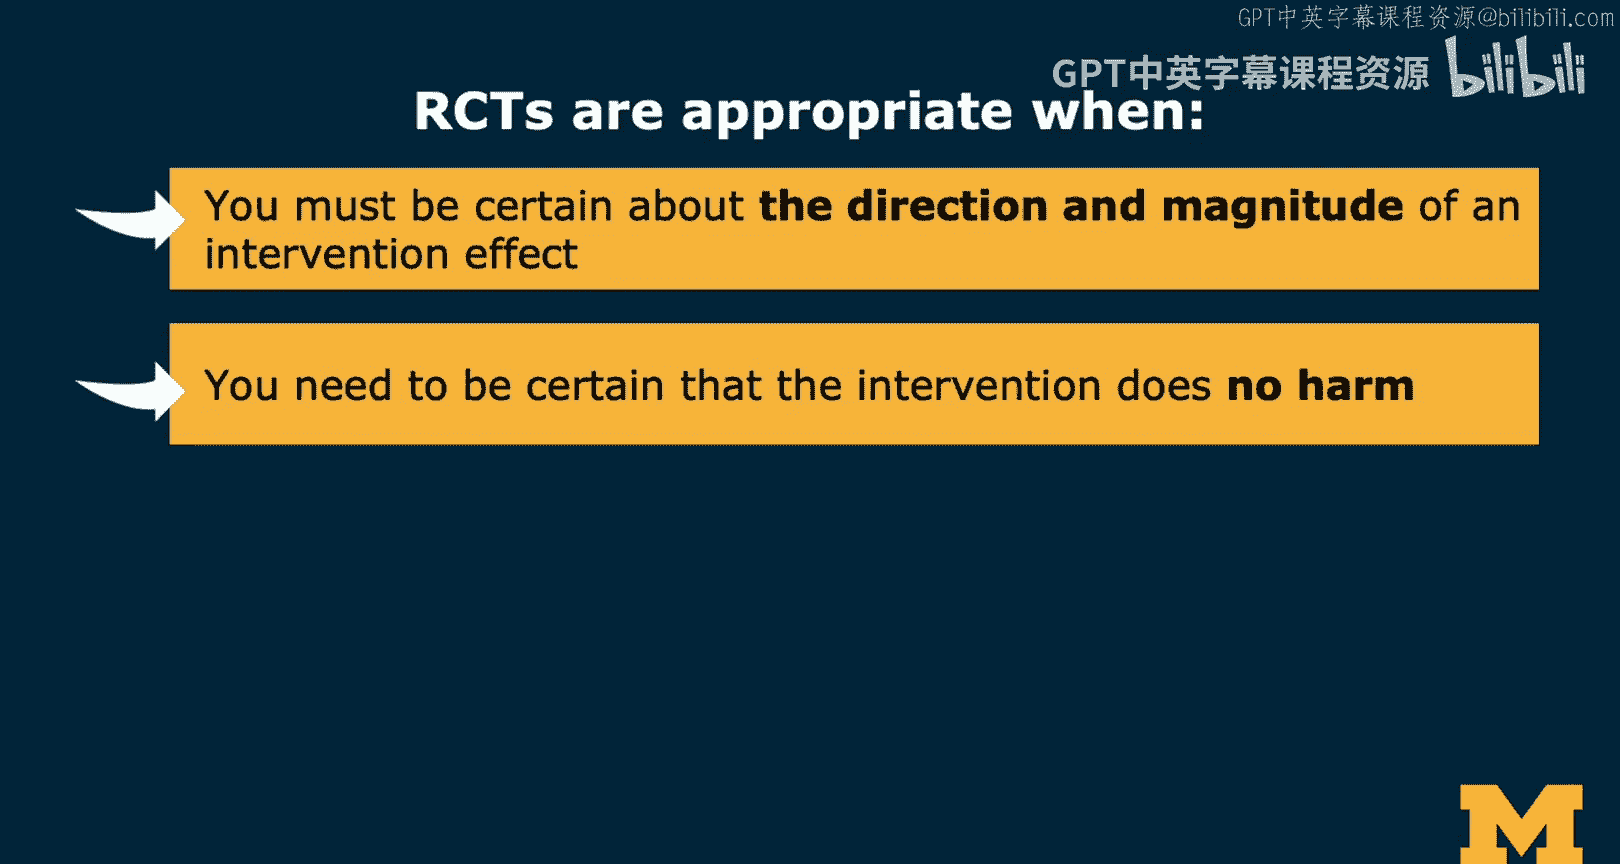 GPT中英字幕课程资源@bilibili.com
GPT中英字幕课程资源 bilibili
RCTs are appropriate when:
You must be certain about the direction and magnitude of an
intervention effect
You need to be certain that the intervention does no harm
M